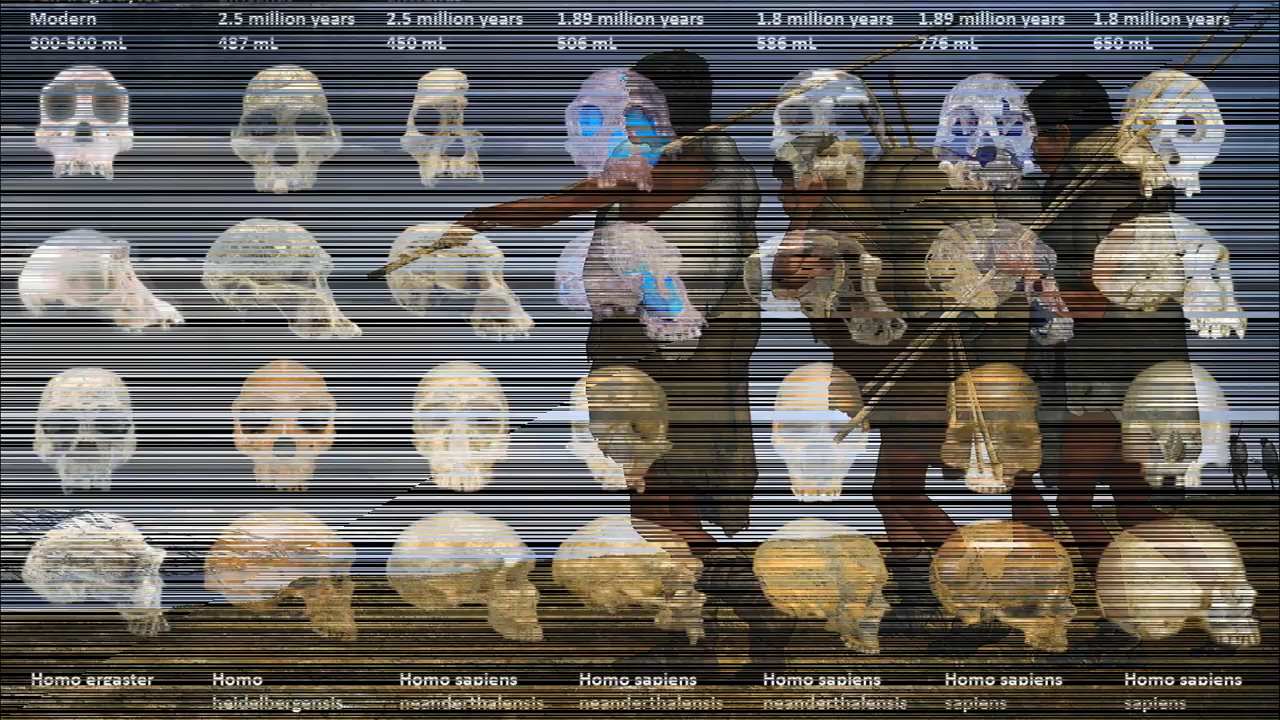 Modern 2.5 million years 2.5 million years 1.89 million years 1.8 million years 1.89 million years 1.8 million years
300-500 mL 437 mL 450 mL 506 mL 586 mL 776 mL 650 mL
Homo ergaster Homo Homo sapiens Homo sapiens Homo sapiens Homo sapiens Homo sapiens
heidelbergensis neanderthalensis neanderthalensis neanderthalensis sapiens sapiens